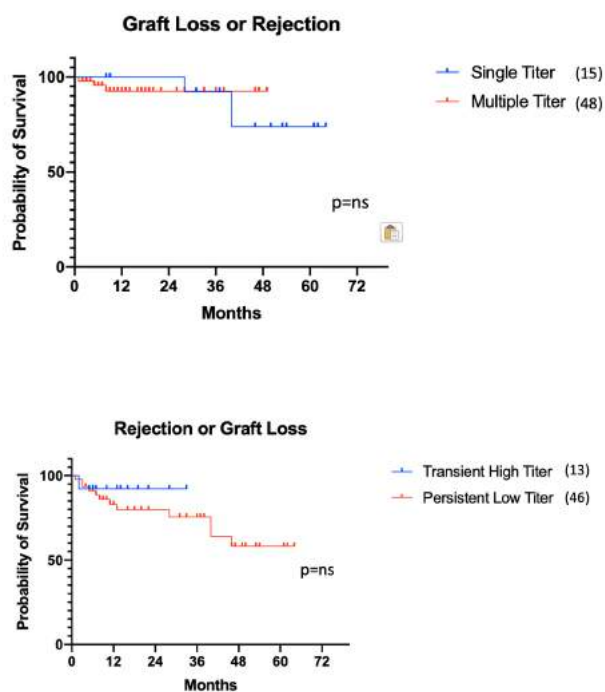 Graft Loss or Rejection
Probability of Survival
100
50
0
0 12 24 36 48 60 72
Months
Single Titer (15)
Multiple Titer (48)
p=ns
Rejection or Graft Loss
Probability of Survival
100
50
0
0 12 24 36 48 60 72
Months
Transient High Titer (13)
Persistent Low Titer (46)
p=ns